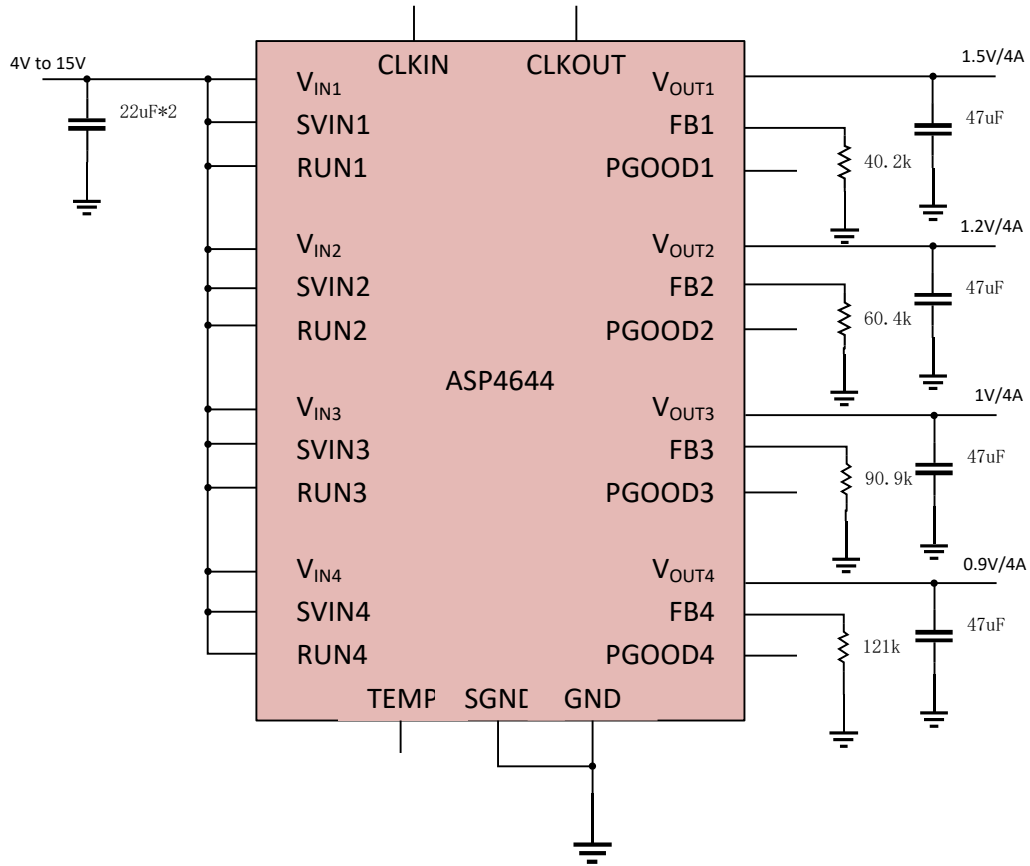 CLKIN
CLKOUT
4V to 15V
22uF*2
VIN1
SVIN1
RUN1
VIN2
SVIN2
RUN2
VIN3
SVIN3
RUN3
VIN4
SVIN4
RUN4
ASP4644
VOUT1
FB1
PGOOD1
VOUT2
FB2
PGOOD2
VOUT3
FB3
PGOOD3
VOUT4
FB4
PGOOD4
1.5V/4A
47uF
40.2k
1.2V/4A
47uF
60.4k
1V/4A
47uF
90.9k
0.9V/4A
47uF
121k
TEMP
SGND
GND